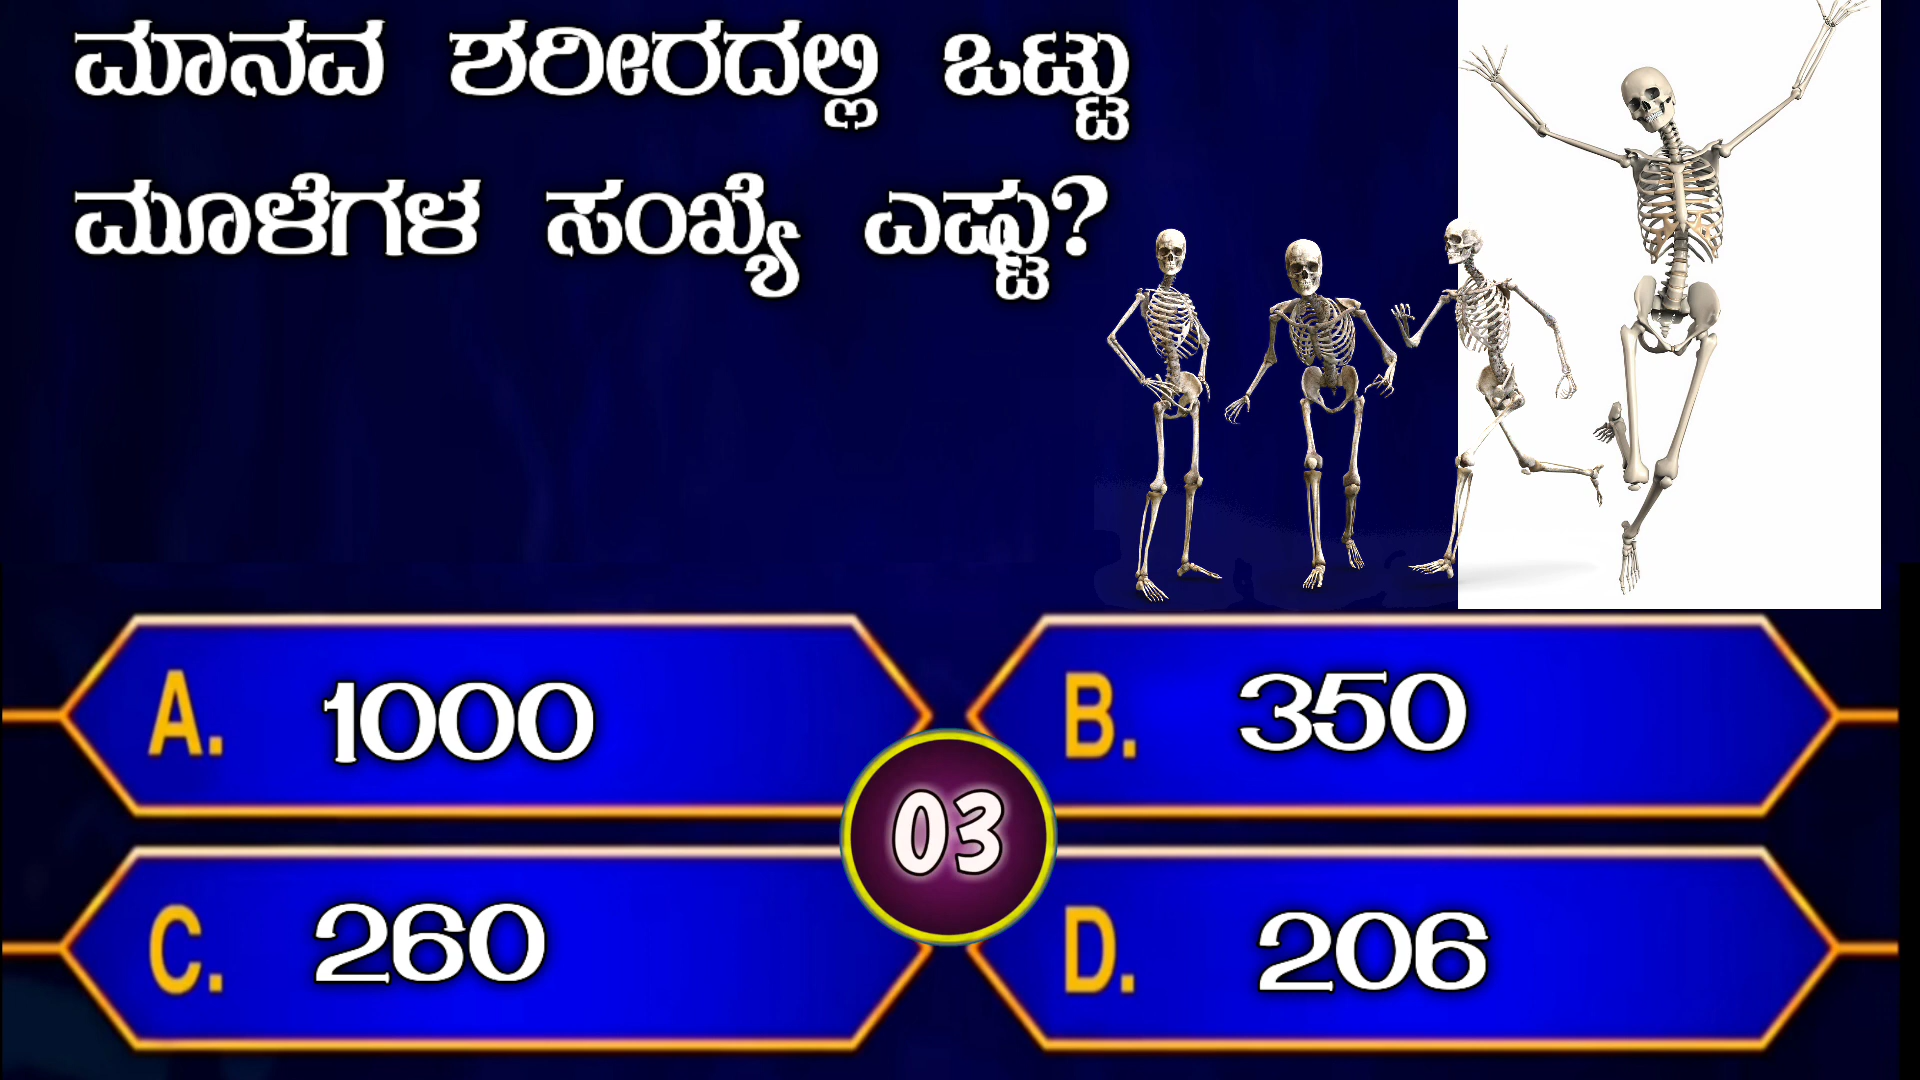 ಮಾನವ ಶರೀರದಲ್ಲಿ ಒಟ್ಟು
ಮೂಳೆಗಳ ಸಂಖ್ಯೆ ಎಷ್ಟು?
A. 1000
B. 350
03
C. 260
D. 206